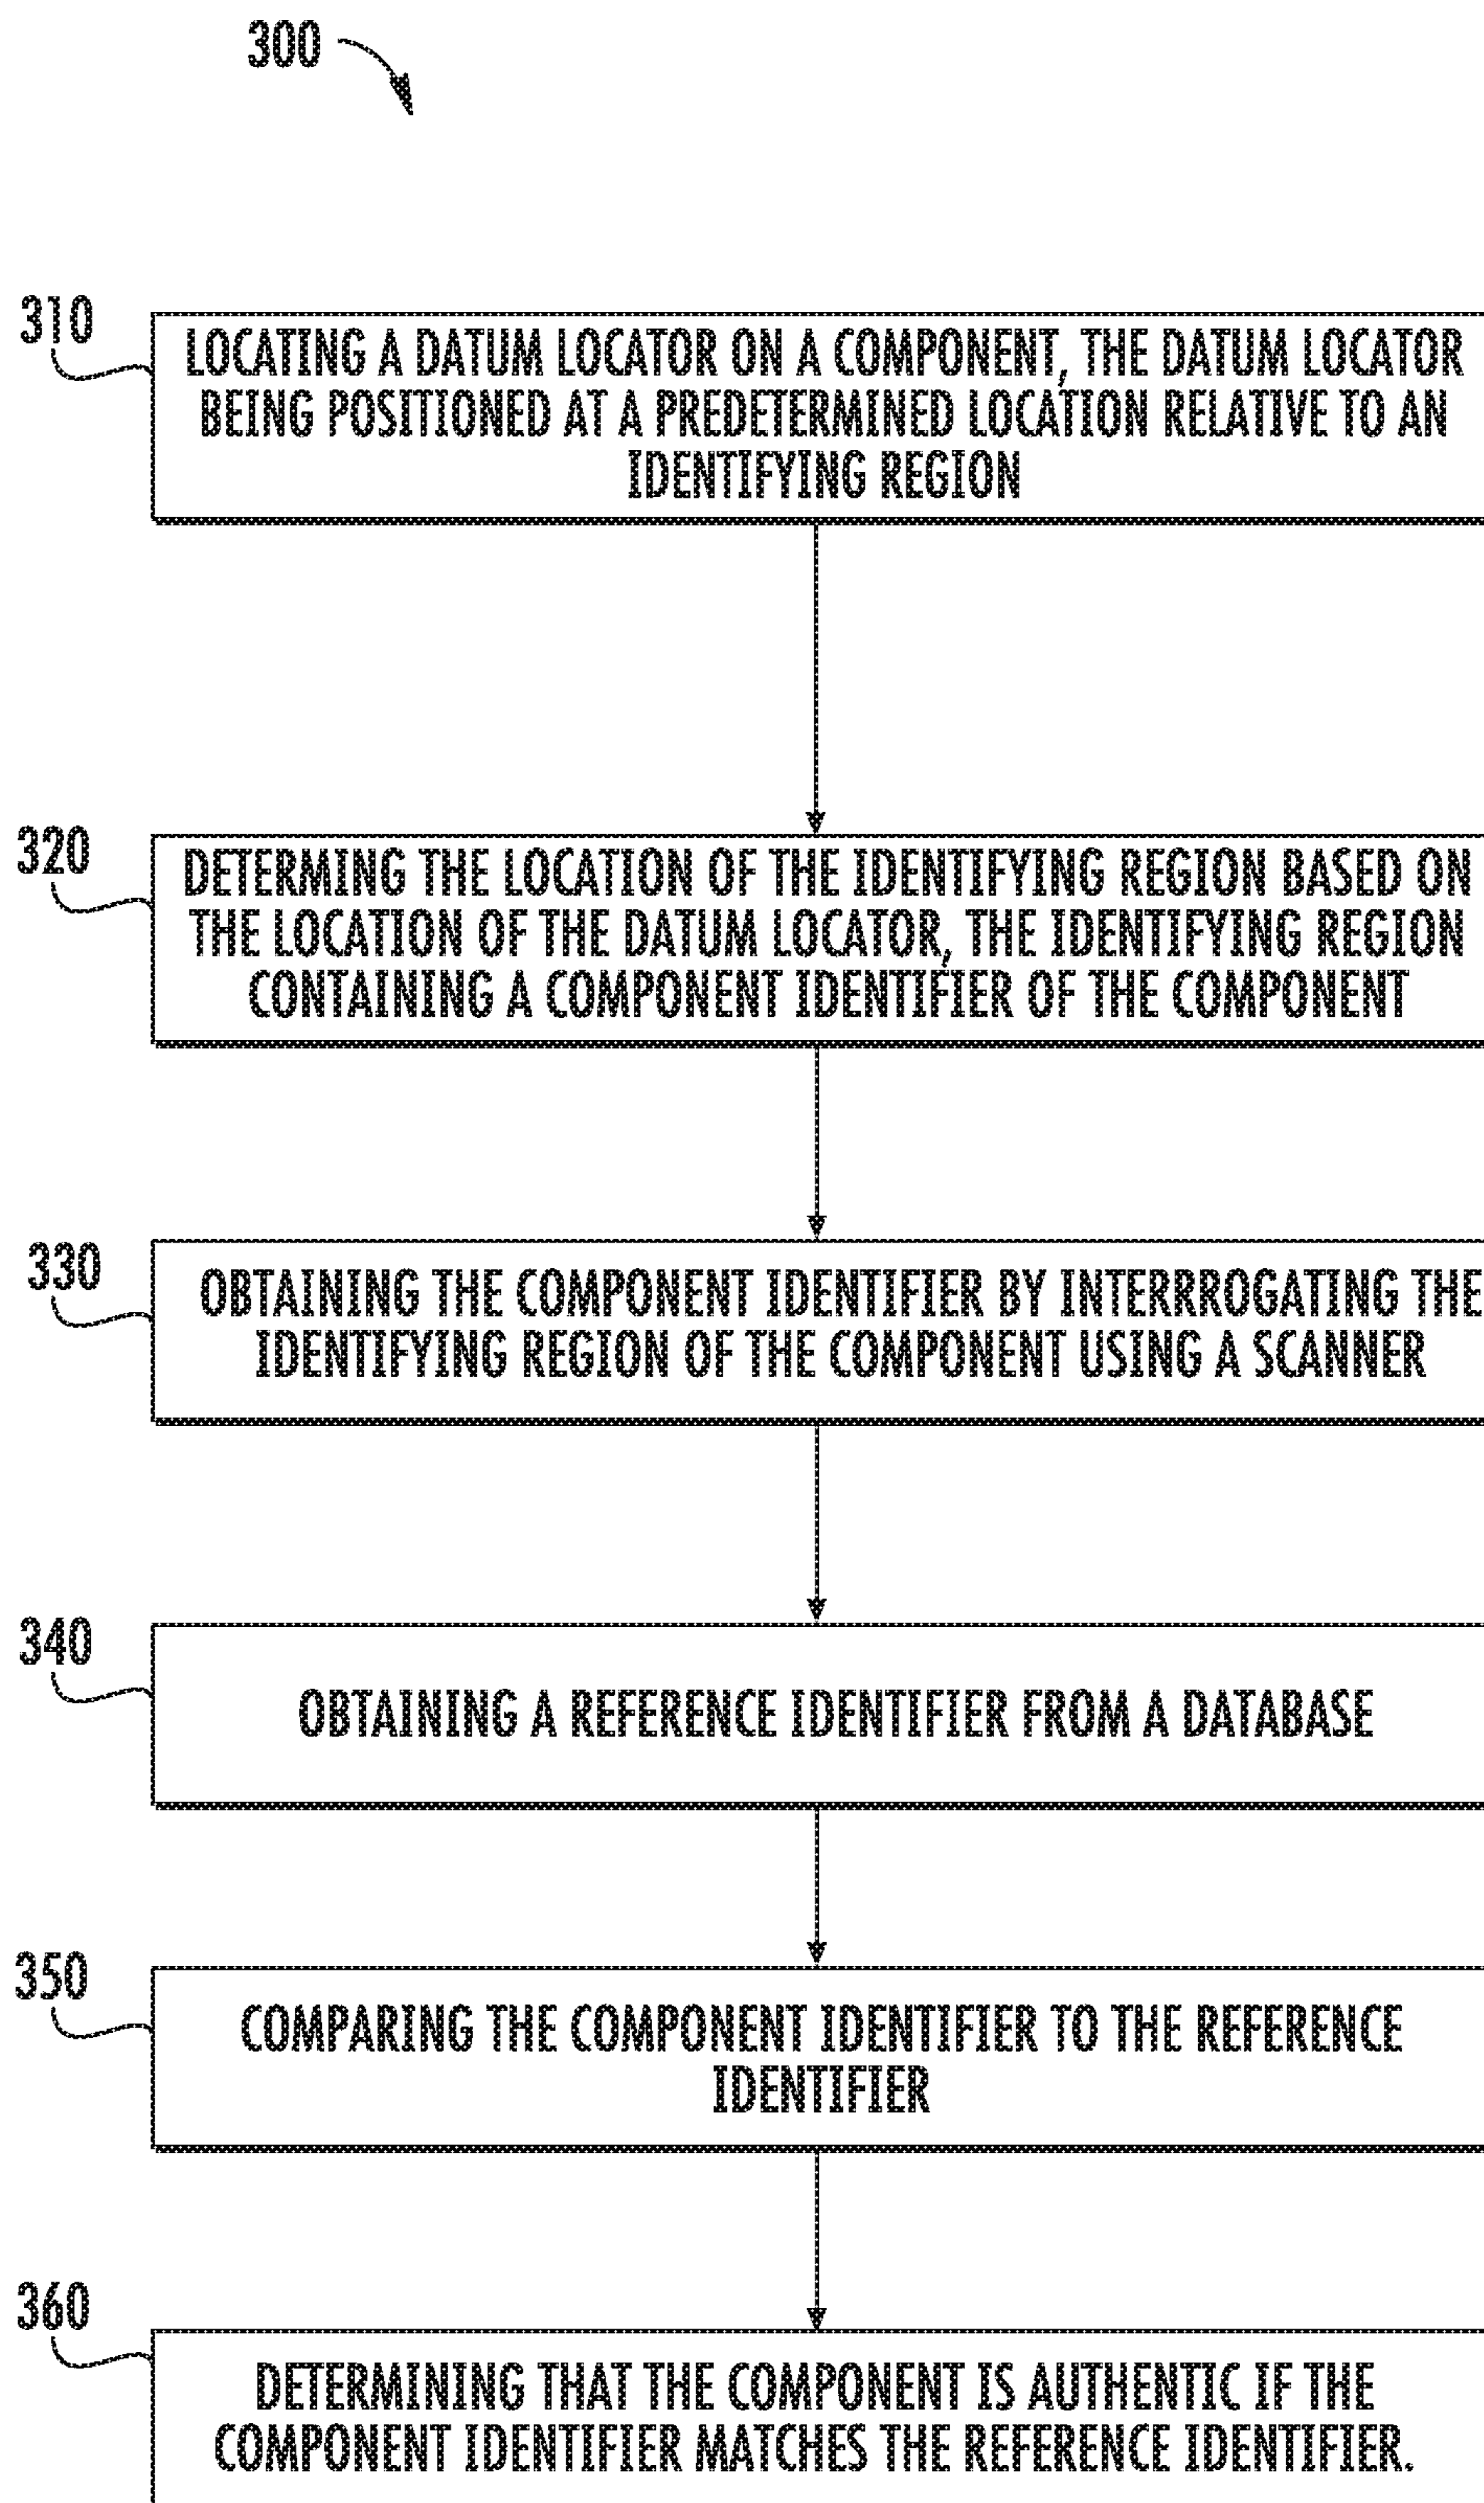 300
310
LOCATING A DATUM LOCATOR ON A COMPONENT, THE DATUM LOCATOR
BEING POSITIONED AT A PREDETERMINED LOCATION RELATIVE TO AN
IDENTIFYING REGION
320
DETERMING THE LOCATION OF THE IDENTIFYING REGION BASED ON
THE LOCATION OF THE DATUM LOCATOR, THE IDENTIFYING REGION
CONTAINING A COMPONENT IDENTIFIER OF THE COMPONENT
330
OBTAINING THE COMPONENT IDENTIFIER BY INTERRROGATING THE
IDENTIFYING REGION OF THE COMPONENT USING A SCANNER
340
OBTAINING A REFERENCE IDENTIFIER FROM A DATABASE
350
COMPARING THE COMPONENT IDENTIFIER TO THE REFERENCE
IDENTIFIER
360
DETERMINING THAT THE COMPONENT IS AUTHENTIC IF THE
COMPONENT IDENTIFIER MATCHES THE REFERENCE IDENTIFIER.